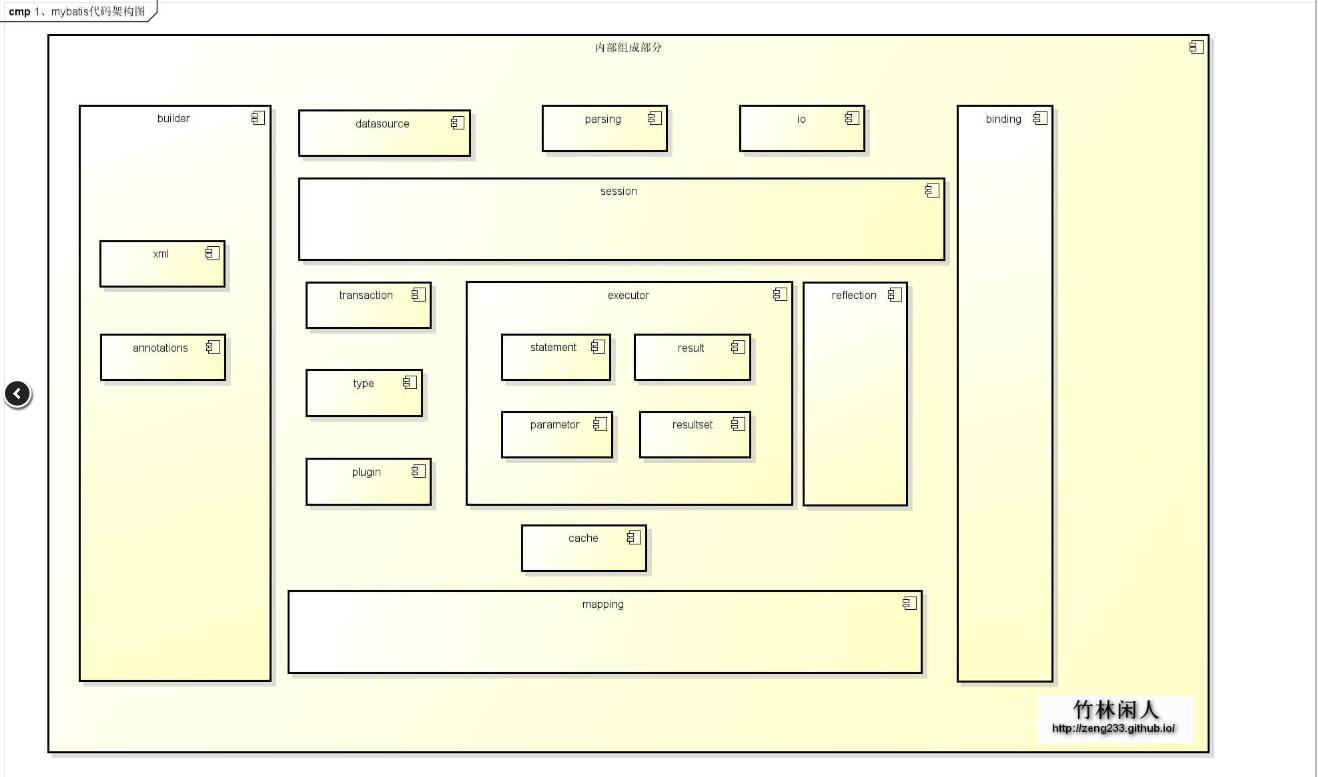 cmp 1、mybatis代码架构图
内部组成部分
builder
datasource
parsing
io
binding
session
xml
transaction
executor
reflection
annotations
statement
result
type
parametor
resultset
plugin
cache
mapping
竹林闲人
http://zeng233.github.io/